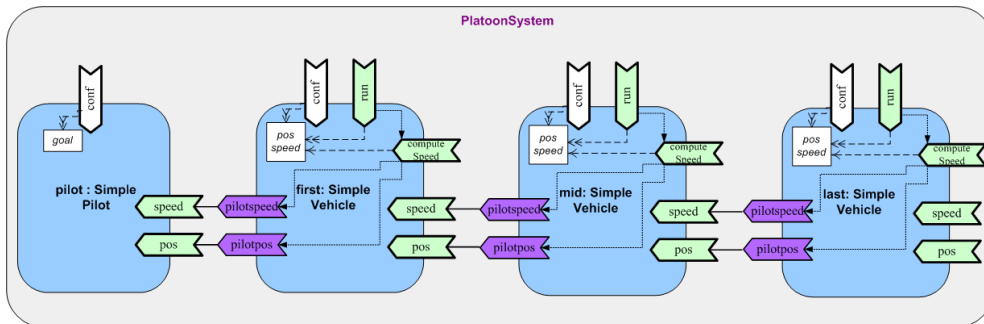 PlatoonSystem
conf
goal
pilot : Simple
Pilot
speed
pos
conf
run
pos
speed
compute
Speed
pilotspeed
first: Simple
Vehicle
pilotpos
speed
pos
conf
run
pos
speed
compute
Speed
pilotspeed
mid: Simple
Vehicle
pilotpos
speed
pos
conf
run
pos
speed
compute
Speed
pilotspeed
last: Simple
Vehicle
pilotpos
speed
pos